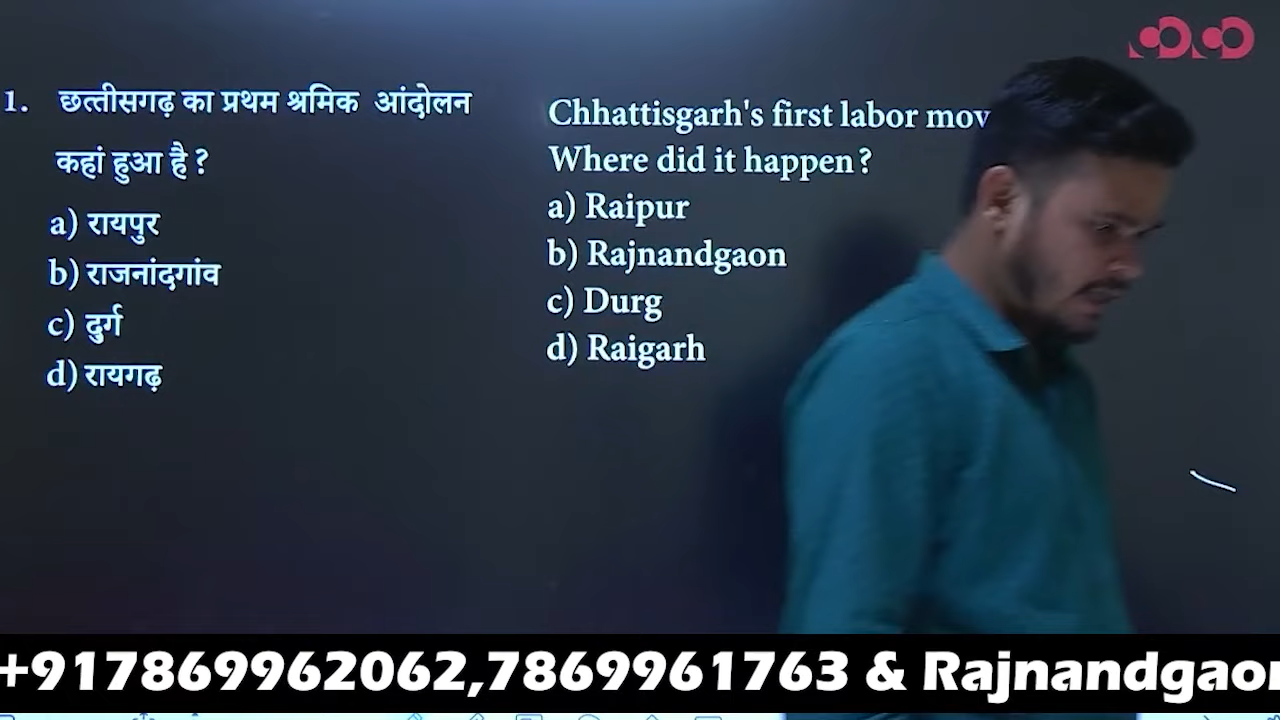 1. छत्तीसगढ़ का प्रथम श्रमिक आंदोलन
कहां हुआ है ?
a) रायपुर
b) राजनांदगांव
c) दुर्ग
d) रायगढ़
Chhattisgarh's first labor mov
Where did it happen?
a) Raipur
b) Rajnandgaon
c) Durg
d) Raigarh
+917869962062,7869961763 & Rajnandgaon